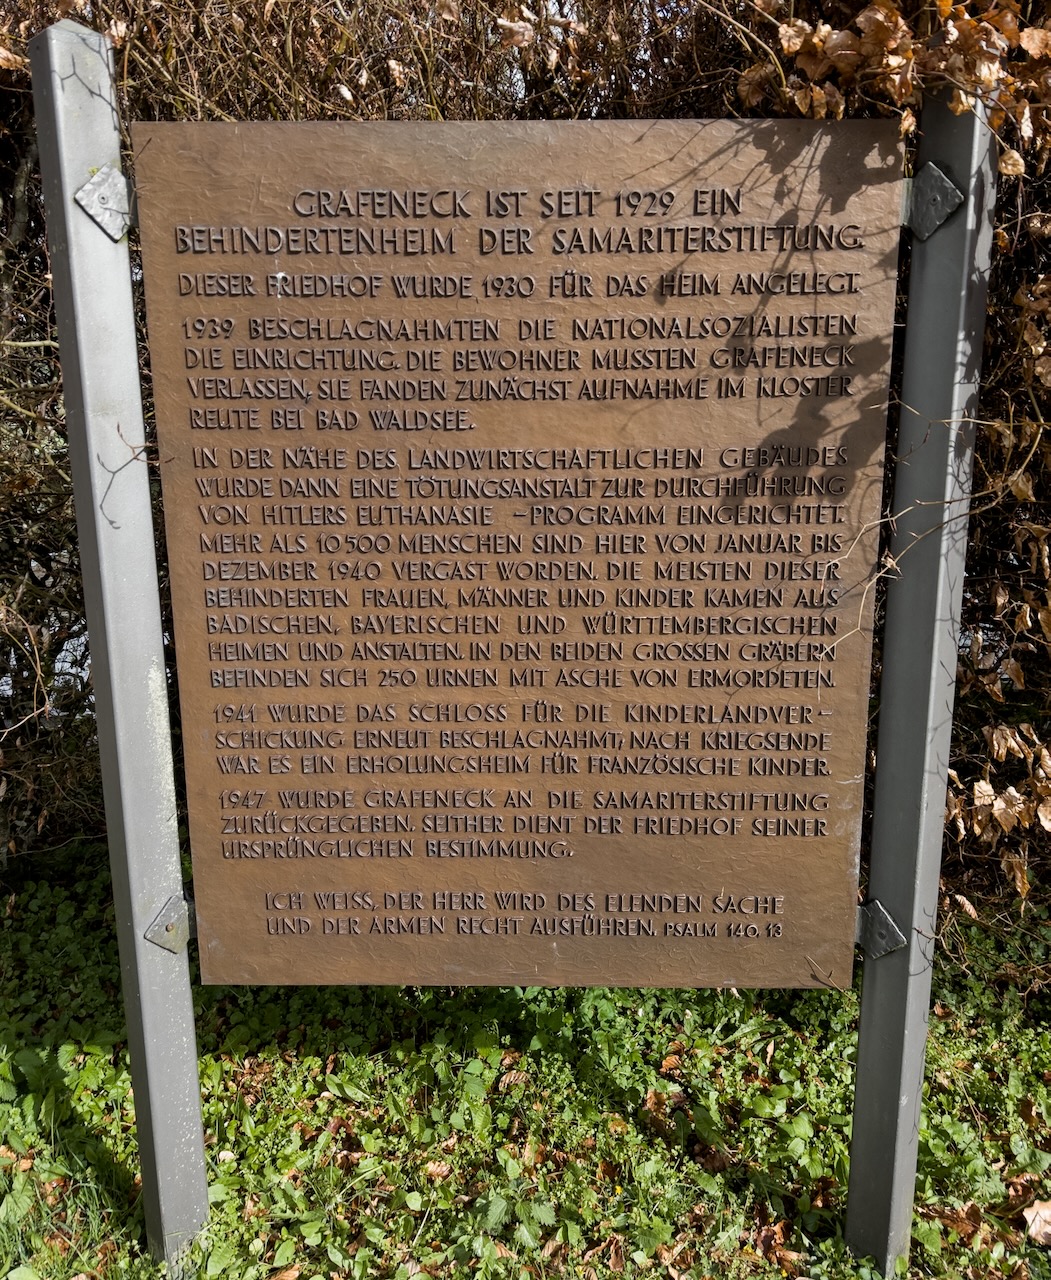 GRAFENECK IST SEIT 1929 EIN
BEHINDERTENHEIM DER SAMARITERSTIFTUNG.
DIESER FRIEDHOF WURDE 1930 FÜR DAS HEIM ANGELEGT.
1939 BESCHLAGNAHMTEN DIE NATIONALSOZIALISTEN
DIE EINRICHTUNG. DIE BEWOHNER MUSSTEN GRAFENECK
VERLASSEN, SIE FANDEN ZUNÄCHST AUFNAHME IM KLOSTER
REUTE BEI BAD WALDSEE.
IN DER NÄHE DES LANDWIRTSCHAFTLICHEN GEBÄUDES
WURDE DANN EINE TÖTUNGSANSTALT ZUR DURCHFÜHRUNG
VON HITLERS EUTHANASIE -PROGRAMM EINGERICHTET.
MEHR ALS 10500 MENSCHEN SIND HIER VON JANUAR BIS
DEZEMBER 1940 VERGAST WORDEN. DIE MEISTEN DIESER
BEHINDERTEN FRAUEN, MÄNNER UND KINDER KAMEN AUS
BADISCHEN, BAYERISCHEN UND WÜRTTEMBERGISCHEN
HEIMEN UND ANSTALTEN. IN DEN BEIDEN GROSSEN GRÄBERN
BEFINDEN SICH 250 URNEN MIT ASCHE VON ERMORDETEN.
1941 WURDE DAS SCHLOSS FÜR DIE KINDERLANDVER-
SCHICKUNG ERNEUT BESCHLAGNAHMT, NACH KRIEGSENDE
WAR ES EIN ERHOLUNGSHEIM FÜR FRANZÖSISCHE KINDER.
1947 WURDE GRAFENECK AN DIE SAMARITERSTIFTUNG
ZURÜCKGEGEBEN. SEITHER DIENT DER FRIEDHOF SEINER
URSPRÜNGLICHEN BESTIMMUNG.
ICH WEISS, DER HERR WIRD DES ELENDEN SACHE
UND DER ARMEN RECHT AUSFÜHREN. PSALM 140, 13